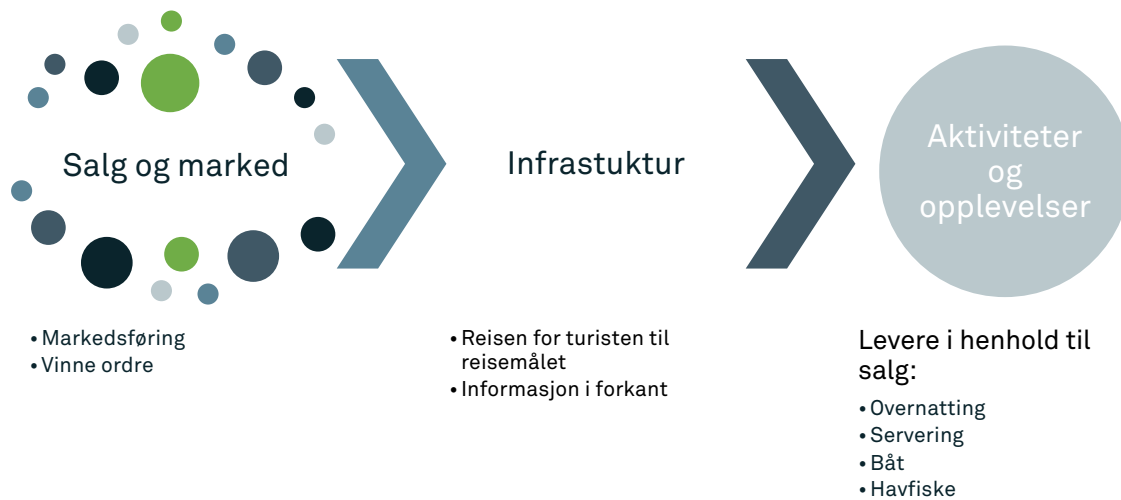 Salg og marked
• Markedsføring
• Vinne ordre
Infrastuktur
• Reisen for turisten til
reisemålet
• Informasjon i forkant
Aktiviteter
og
opplevelser
Levere i henhold til
salg:
• Overnatting
• Servering
• Båt
• Havfiske